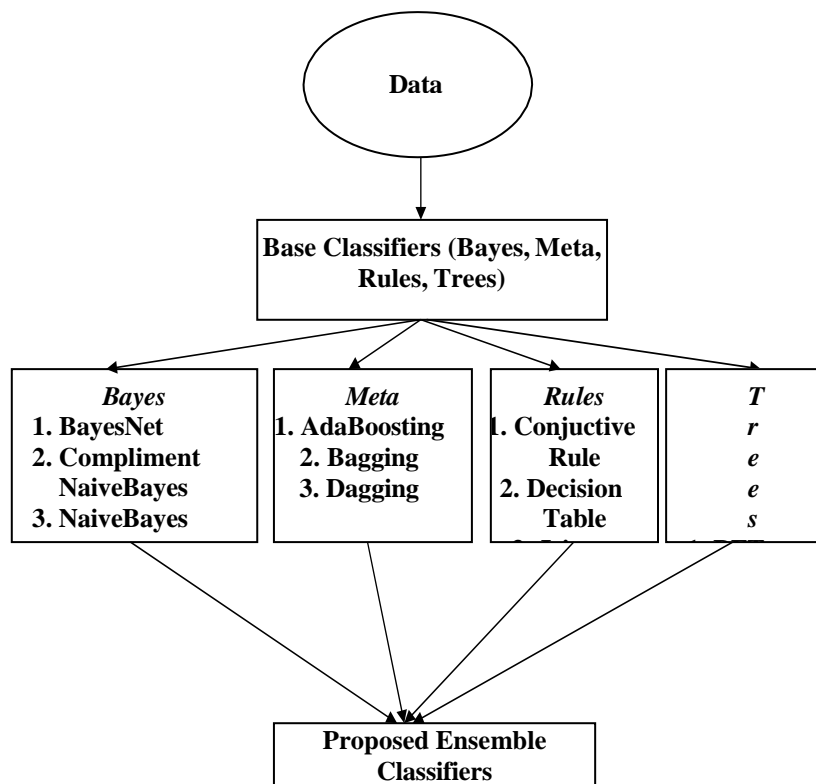 Data
Base Classifiers (Bayes, Meta,
Rules, Trees)
Bayes
1. BayesNet
2. Compliment
NaiveBayes
3. NaiveBayes
Meta
1. AdaBoosting
2. Bagging
3. Dagging
Rules
1. Conjuctive
Rule
2. Decision
Table
T
r
e
e
s
Proposed Ensemble
Classifiers